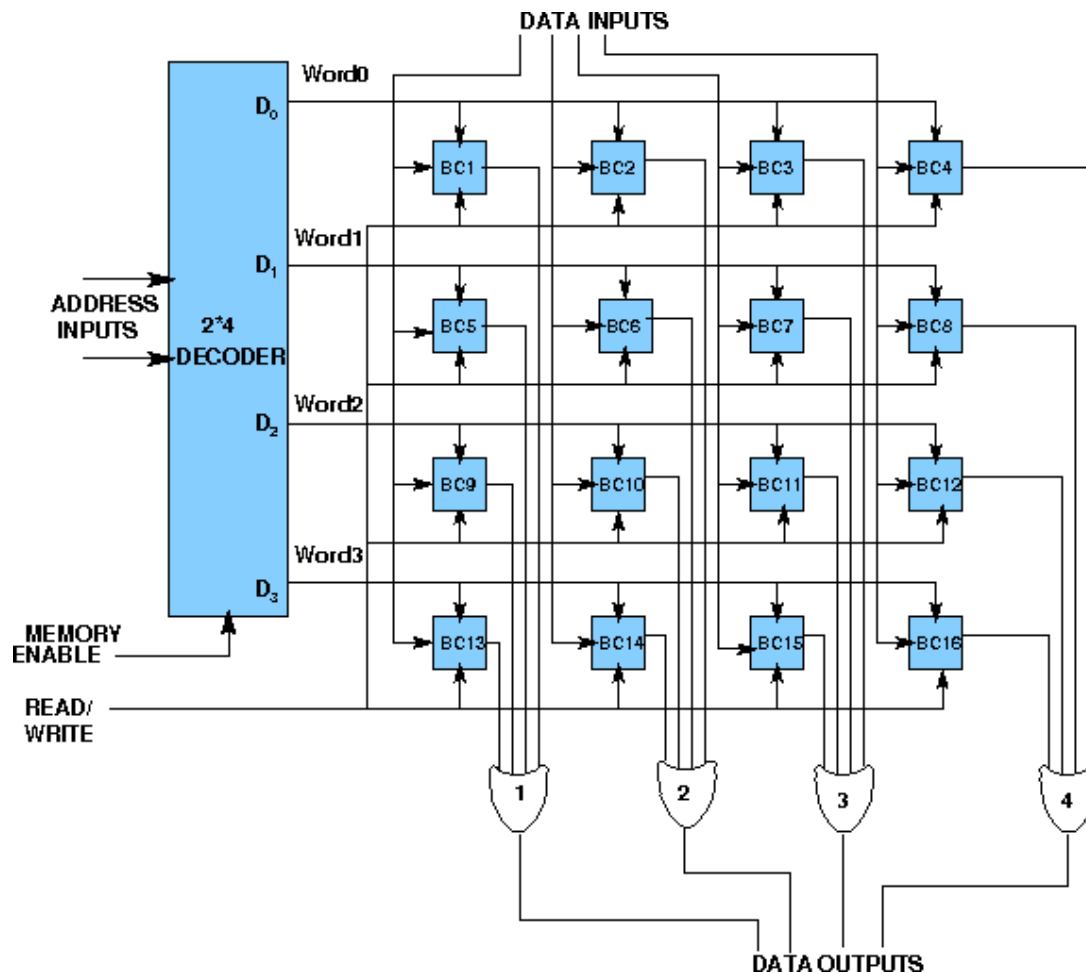 DATA INPUTS
Word0
D0
BC1 BC2 BC3 BC4
Word1
D1
ADDRESS
INPUTS
2*4
DECODER
BC5 BC6 BC7 BC8
Word2
D2
BC9 BC10 BC11 BC12
Word3
D3
MEMORY
ENABLE
BC13 BC14 BC15 BC16
READ/
WRITE
1 2 3 4
DATA OUTPUTS